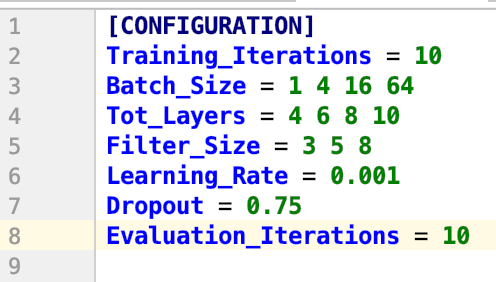 1 [CONFIGURATION]
2 Training_Iterations = 10
3 Batch_Size = 1 4 16 64
4 Tot_Layers = 4 6 8 10
5 Filter_Size = 3 5 8
6 Learning_Rate = 0.001
7 Dropout = 0.75
8 Evaluation_Iterations = 10
9